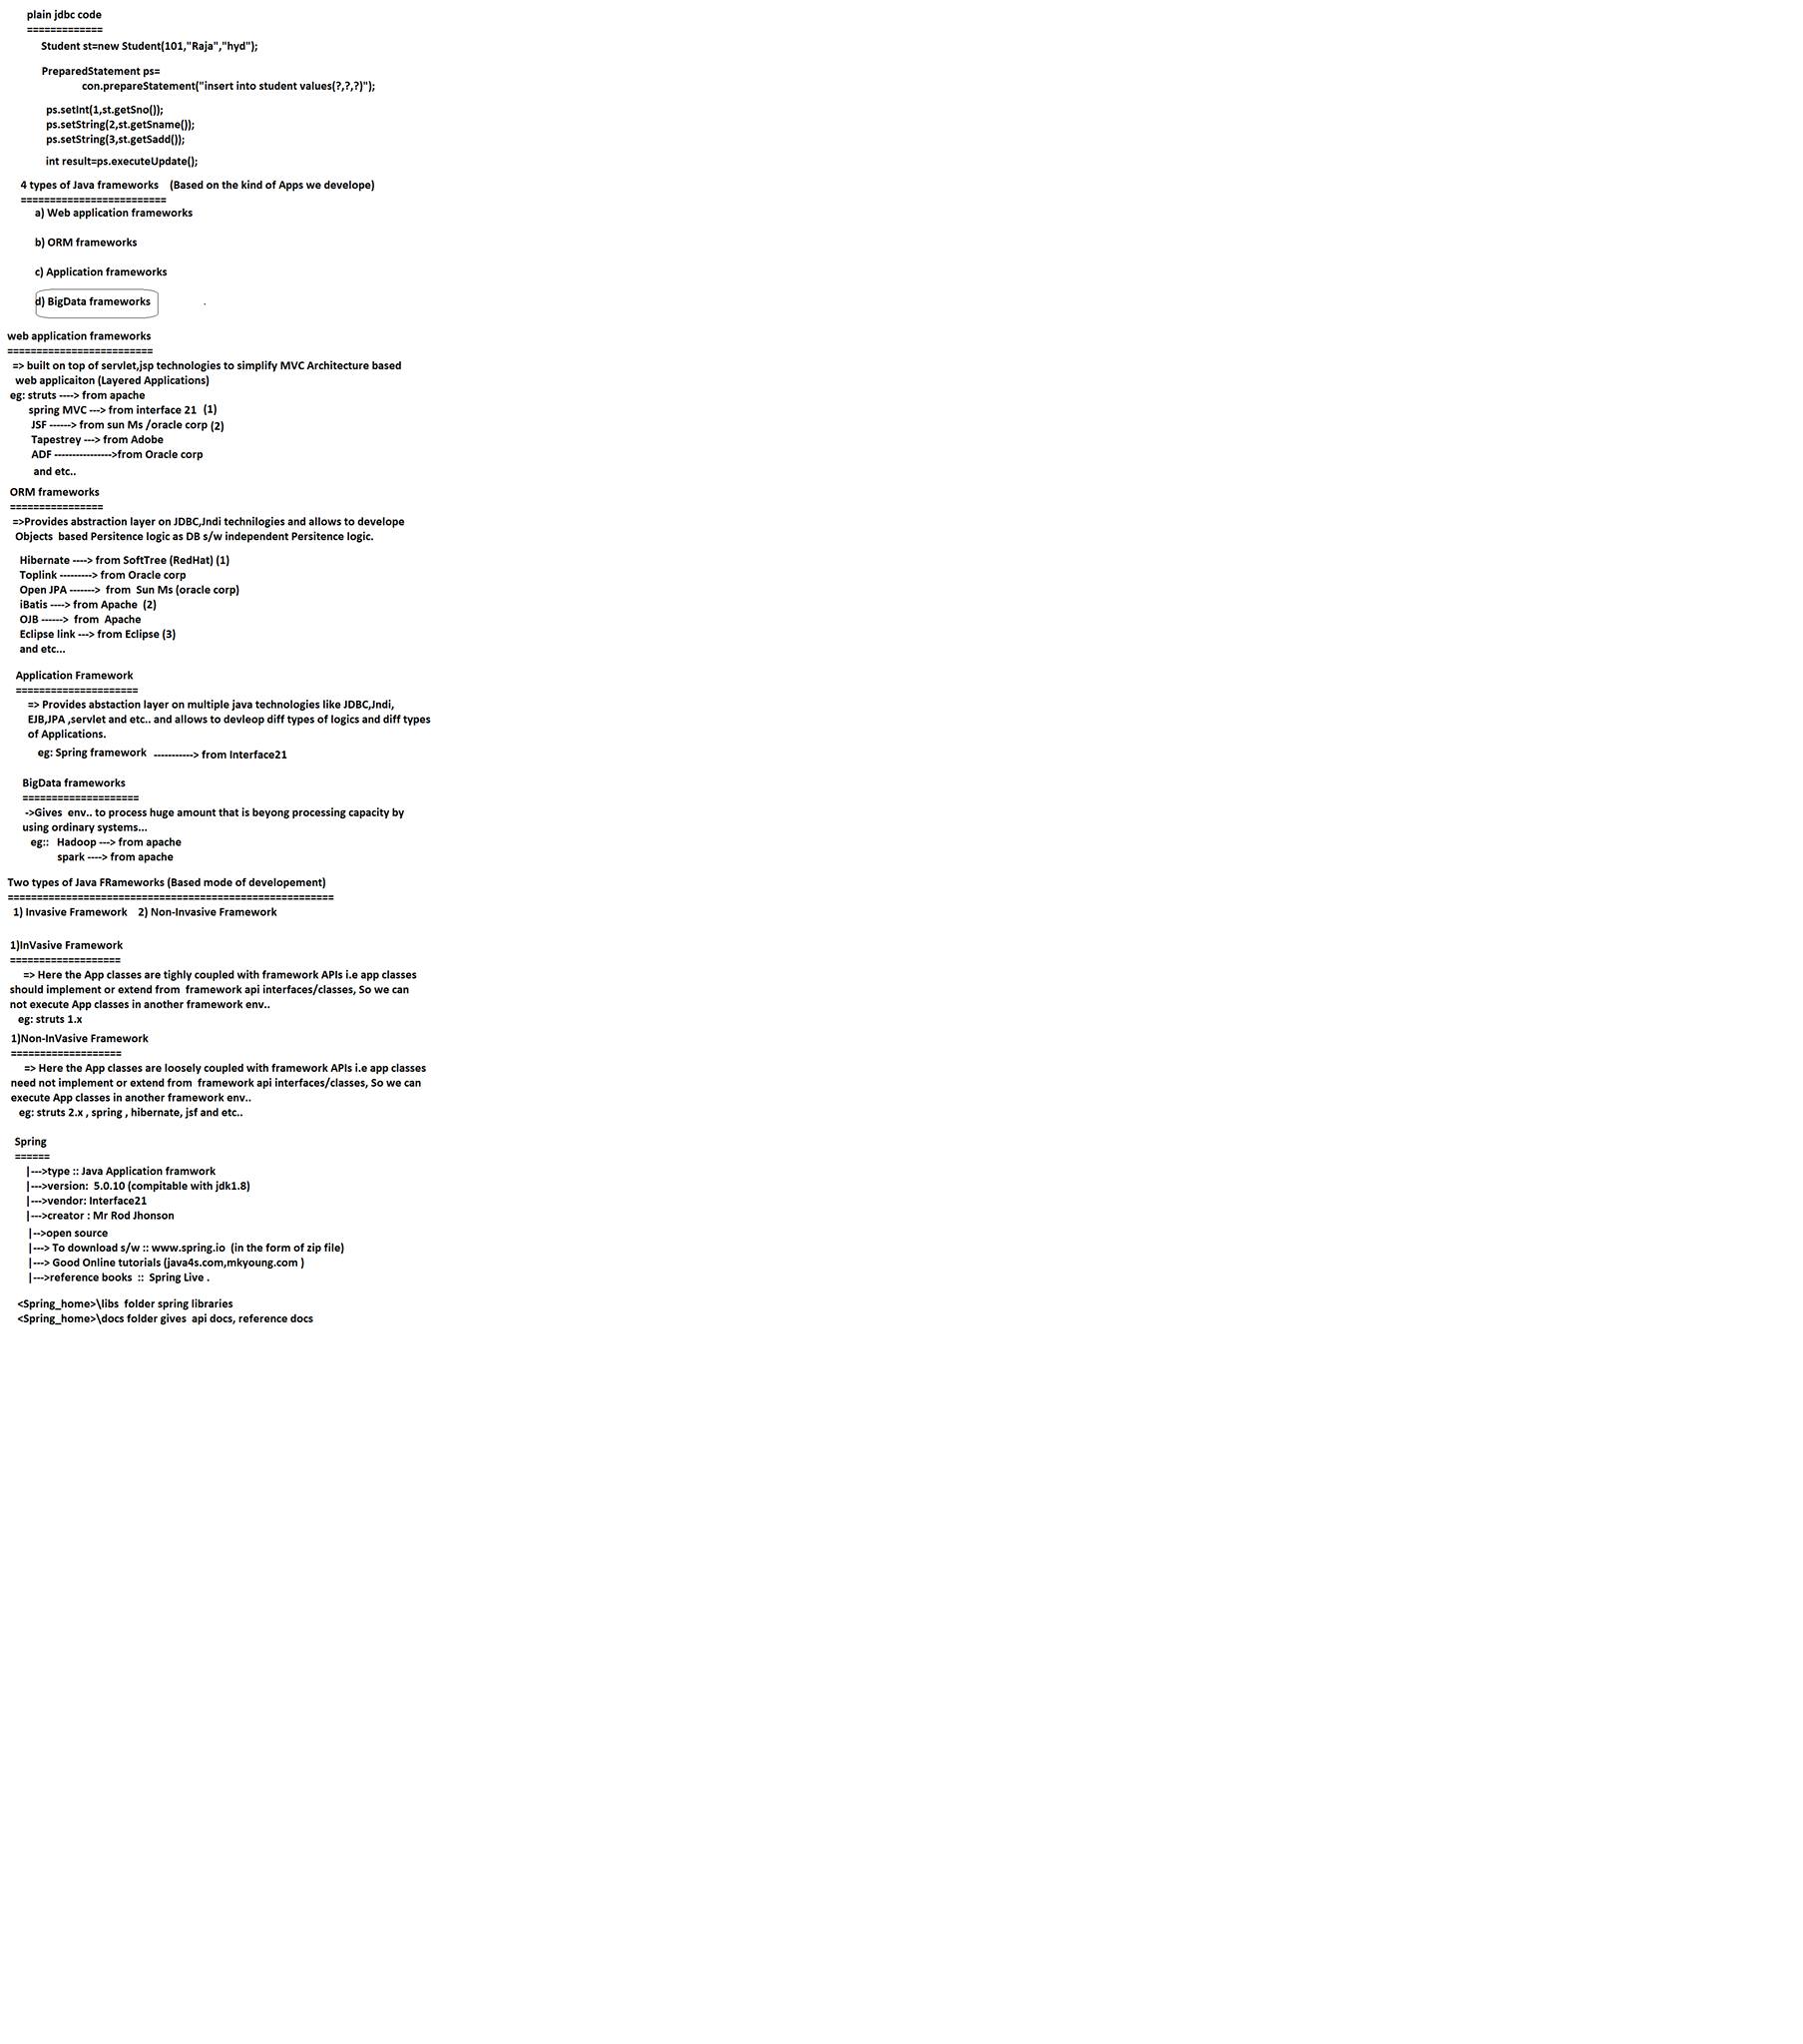 plain jdbc code
=============
Student st=new Student(101,"Raja","hyd");
PreparedStatement ps=
con.prepareStatement("insert into student values(?,?,?)");
ps.setInt(1,st.getSno());
ps.setString(2,st.getSname());
ps.setString(3,st.getSadd());
int result=ps.executeUpdate();
4 types of Java frameworks (Based on the kind of Apps we develope)
=========================
a) Web application frameworks
b) ORM frameworks
c) Application frameworks
d) BigData frameworks .
web application frameworks
=========================
=> built on top of servlet,jsp technologies to simplify MVC Architecture based
web applicaiton (Layered Applications)
eg: struts ----> from apache
spring MVC ---> from interface 21 (1)
JSF ------> from sun Ms /oracle corp (2)
Tapestrey ---> from Adobe
ADF ---------------->from Oracle corp
and etc..
ORM frameworks
================
=>Provides abstraction layer on JDBC,Jndi technilogies and allows to develope
Objects based Persitence logic as DB s/w independent Persitence logic.
Hibernate ----> from SoftTree (RedHat) (1)
Toplink ---------> from Oracle corp
Open JPA -------> from Sun Ms (oracle corp)
iBatis ----> from Apache (2)
OJB ------> from Apache
Eclipse link ---> from Eclipse (3)
and etc...
Application Framework
=====================
=> Provides abstaction layer on multiple java technologies like JDBC,Jndi,
EJB,JPA ,servlet and etc.. and allows to devleop diff types of logics and diff types
of Applications.
eg: Spring framework -----------> from Interface21
BigData frameworks
====================
->Gives env.. to process huge amount that is beyong processing capacity by
using ordinary systems...
eg:: Hadoop ---> from apache
spark ----> from apache
Two types of Java FRameworks (Based mode of developement)
========================================================
1) Invasive Framework 2) Non-Invasive Framework
1)InVasive Framework
===================
=> Here the App classes are tighly coupled with framework APIs i.e app classes
should implement or extend from framework api interfaces/classes, So we can
not execute App classes in another framework env..
eg: struts 1.x
1)Non-InVasive Framework
===================
=> Here the App classes are loosely coupled with framework APIs i.e app classes
need not implement or extend from framework api interfaces/classes, So we can
execute App classes in another framework env..
eg: struts 2.x , spring , hibernate, jsf and etc..
Spring
======
|--->type :: Java Application framwork
|--->version: 5.0.10 (compitable with jdk1.8)
|--->vendor: Interface21
|--->creator : Mr Rod Jhonson
|-->open source
|---> To download s/w :: www.spring.io (in the form of zip file)
|---> Good Online tutorials (java4s.com,mkyoung.com )
|--->reference books :: Spring Live .
<Spring_home>\libs folder spring libraries
<Spring_home>\docs folder gives api docs, reference docs